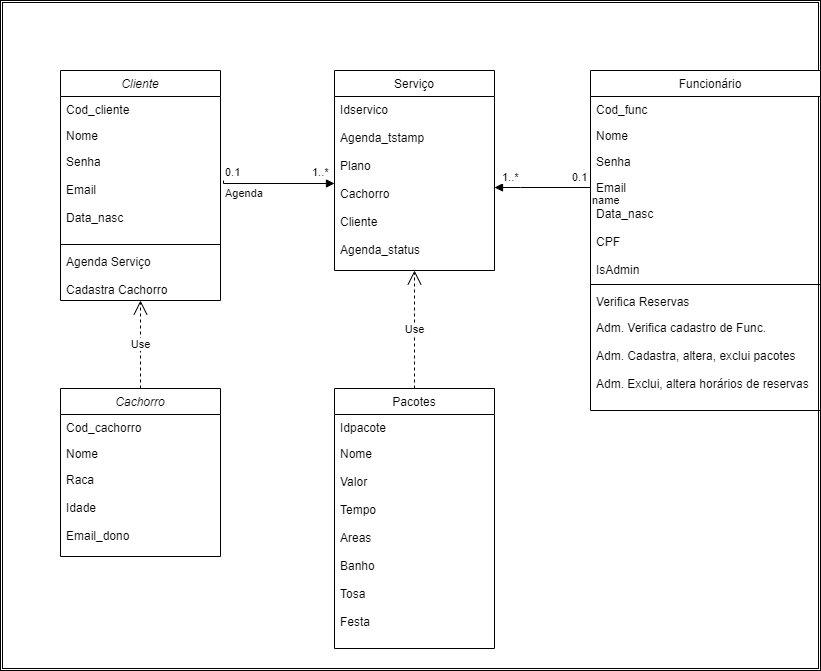 Cliente
Cod_cliente
Nome
Senha
Email
Data_nasc
Agenda Serviço
Cadastra Cachorro
0.1
1..*
Agenda
Serviço
Idservico
Agenda_tstamp
Plano
Cachorro
Cliente
Agenda_status
1..*
0.1
Funcionário
Cod_func
Nome
Senha
Email
name
Data_nasc
CPF
IsAdmin
Verifica Reservas
Adm. Verifica cadastro de Func.
Adm. Cadastra, altera, exclui pacotes
Adm. Exclui, altera horários de reservas
Use
Use
Cachorro
Cod_cachorro
Nome
Raca
Idade
Email_dono
Pacotes
Idpacote
Nome
Valor
Tempo
Areas
Banho
Tosa
Festa